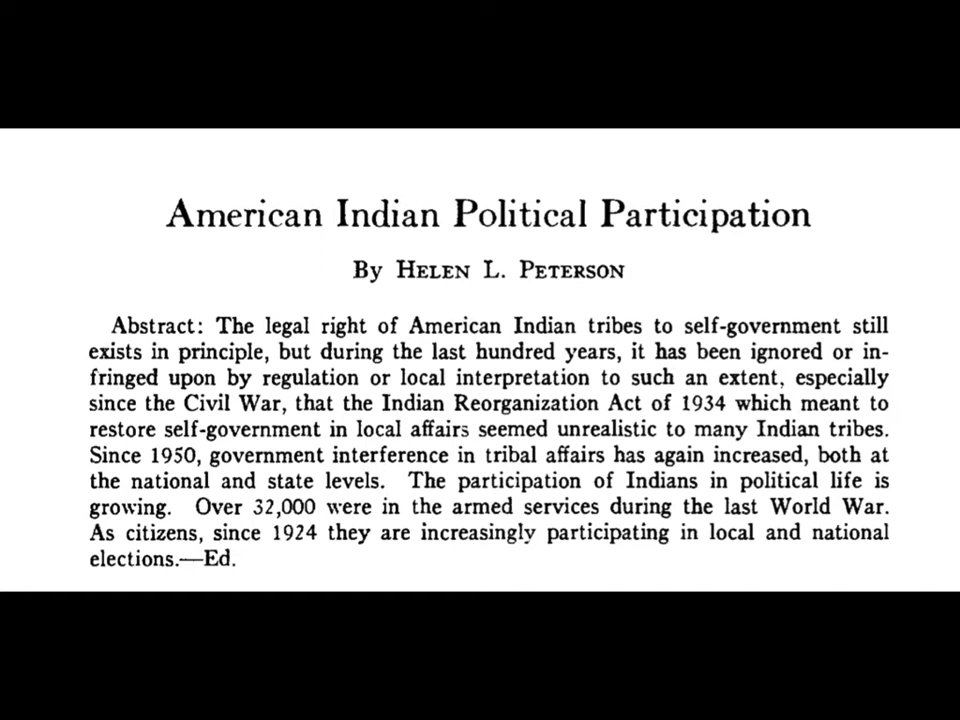 American Indian Political Participation
By Helen L. Peterson
Abstract: The legal right of American Indian tribes to self-government still
exists in principle, but during the last hundred years, it has been ignored or in-
fringed upon by regulation or local interpretation to such an extent, especially
since the Civil War, that the Indian Reorganization Act of 1934 which meant to
restore self-government in local affairs seemed unrealistic to many Indian tribes.
Since 1950, government interference in tribal affairs has again increased, both at
the national and state levels. The participation of Indians in political life is
growing. Over 32,000 were in the armed services during the last World War.
As citizens, since 1924 they are increasingly participating in local and national
elections.—Ed.